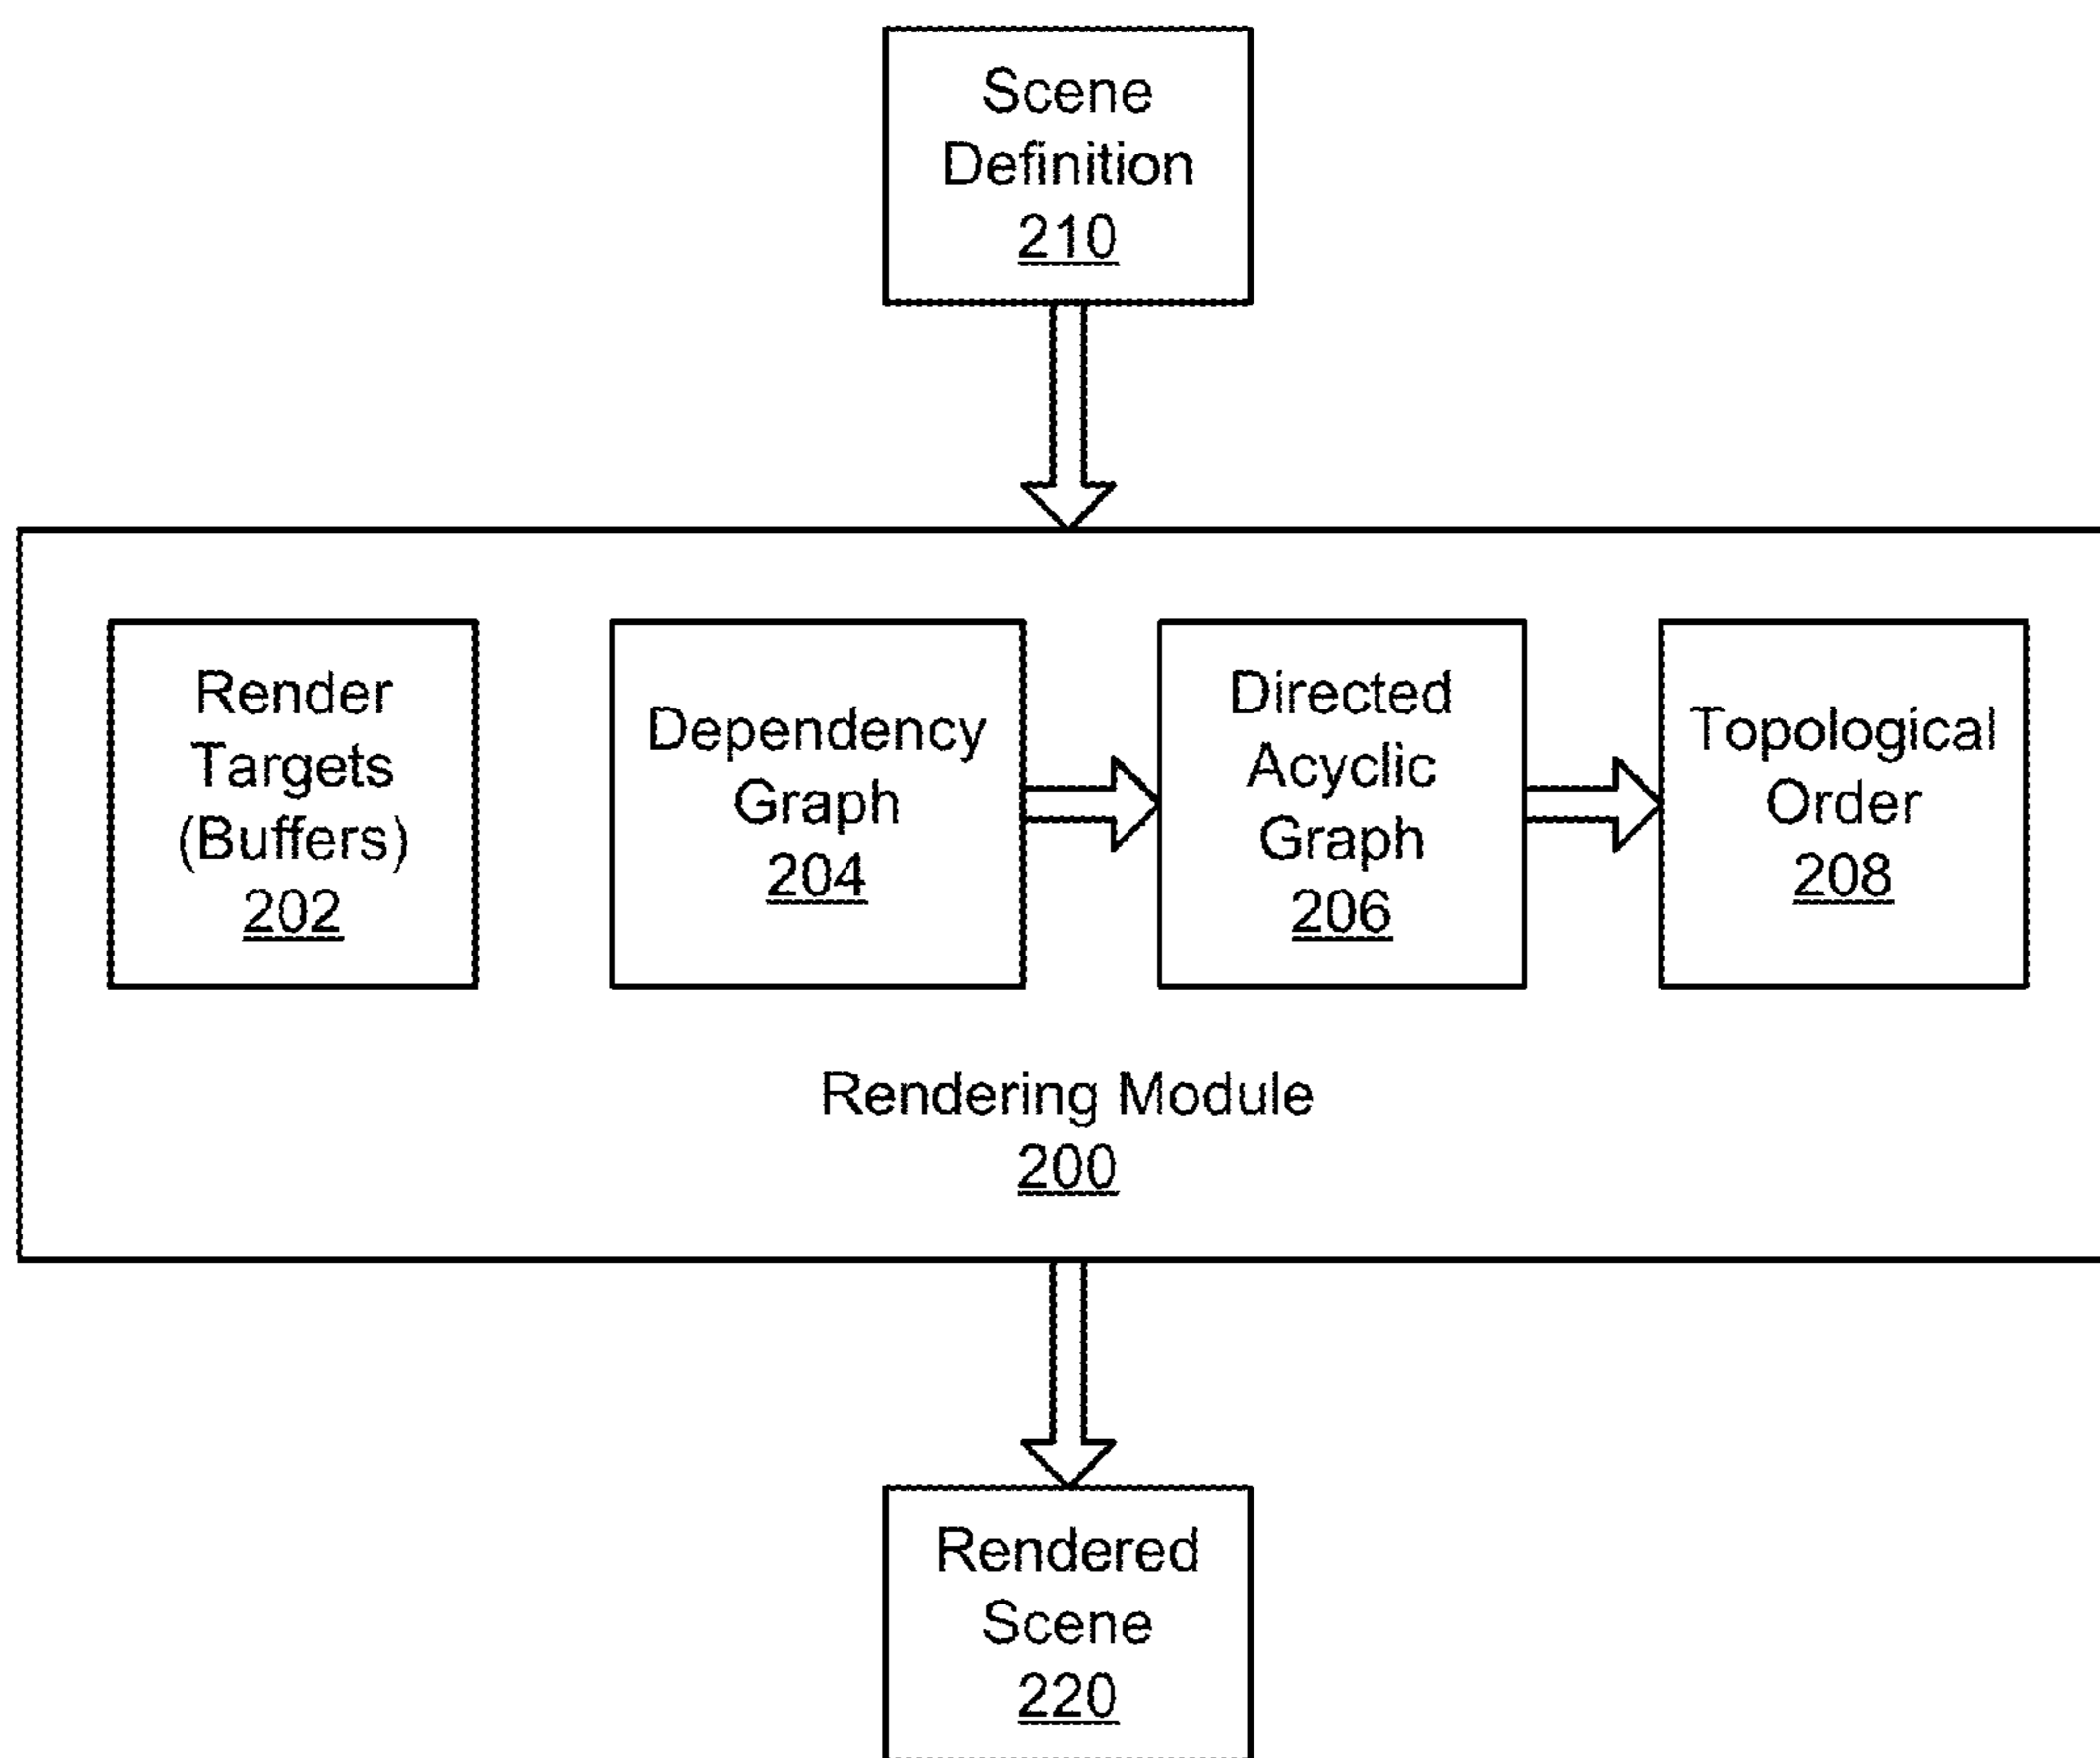 Scene
Definition
210
Render
Targets
(Buffers)
202
Dependency
Graph
204
Directed
Acyclic
Graph
206
Topological
Order
208
Rendering Module
200
Rendered
Scene
220